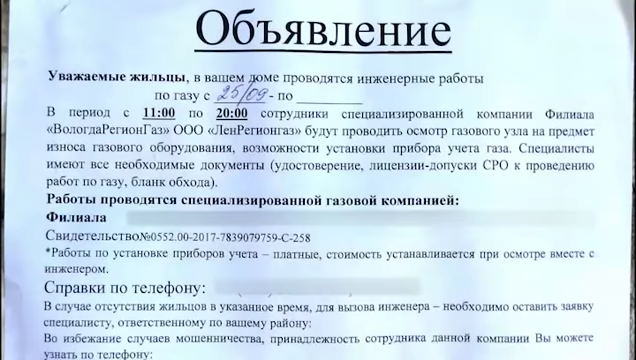 Объявление
Уважаемые жильцы, в вашем доме проводятся инженерные работы
по газу с 25/09 - по
В период с 11:00 по 20:00 сотрудники специализированной компании Филиала
«ВологдаРегионГаз» ООО «ЛенРегионгаз» будут проводить осмотр газового узла на предмет
износа газового оборудования, возможности установки прибора учета газа. Специалисты
имеют все необходимые документы (удостоверение, лицензии-допуски СРО к проведению
работ по газу, бланк обхода).
Работы проводятся специализированной газовой компанией:
Филиала
Свидетельство№0552.00-2017-7839079759-С-258
*Работы по установке приборов учета – платные, стоимость устанавливается при осмотре вместе с
инженером.
Справки по телефону:
В случае отсутствия жильцов в указанное время, для вызова инженера – необходимо оставить заявку
специалисту, ответственному по вашему району:
Во избежание случаев мошенничества, принадлежность сотрудника данной компании Вы можете
узнать по телефону: